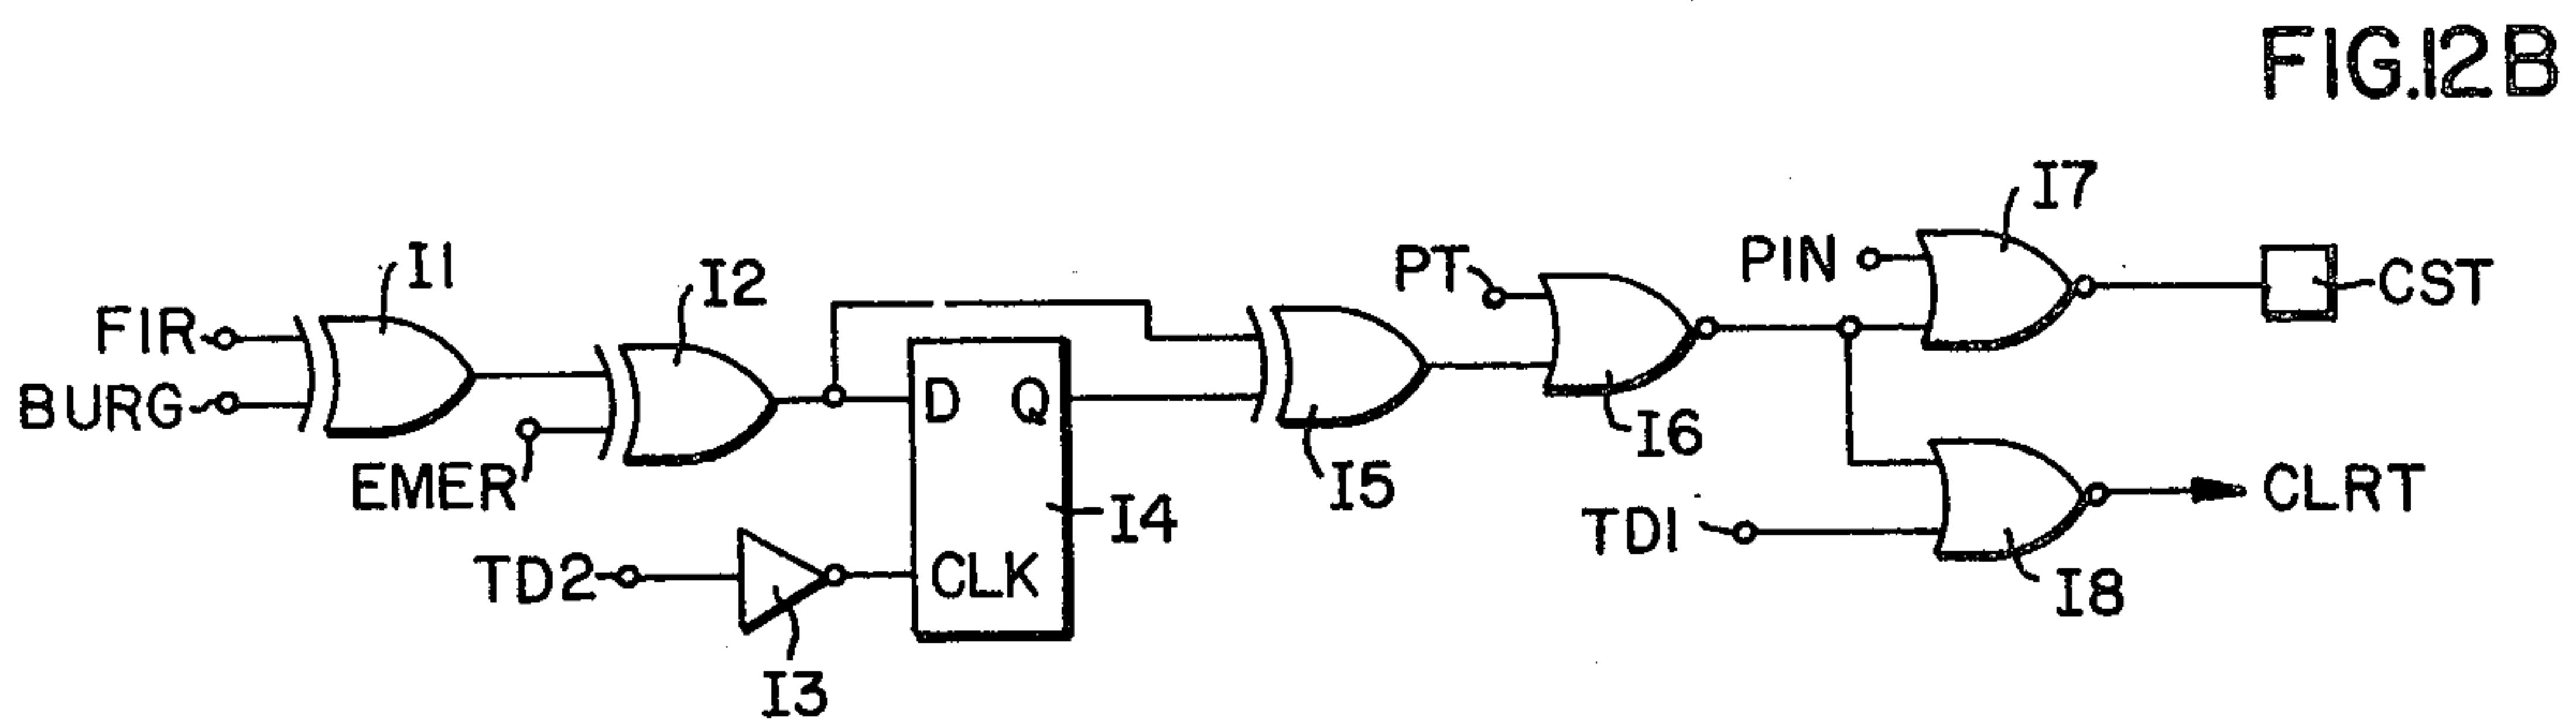 FIG.12B
I7
PIN
CST
PT
I1
I2
FIR
BURG
EMER
D Q
CLK
I6
I5
I4
TD1
CLRT
TD2
I8
I3